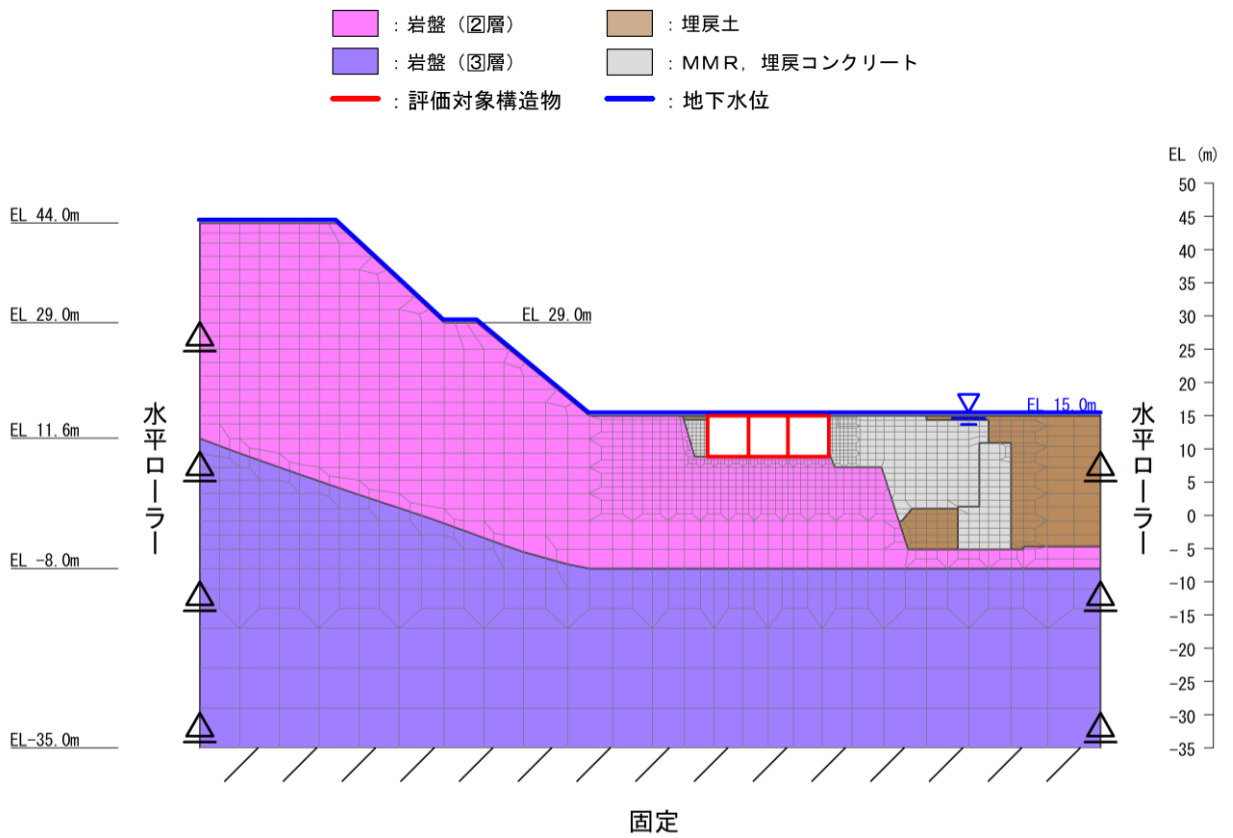 ：岩盤（②層）
：埋戻土
：岩盤（③層）
：ＭＭＲ，埋戻コンクリート
：評価対象構造物
：地下水位
EL (m)
50
45
40
35
30
25
20
15
10
5
0
-5
-10
-15
-20
-25
-30
-35
EL 44.0m
EL 29.0m
EL 29.0m
EL 15.0m
EL 11.6m
EL -8.0m
EL-35.0m
水平ローラー
水平ローラー
固定